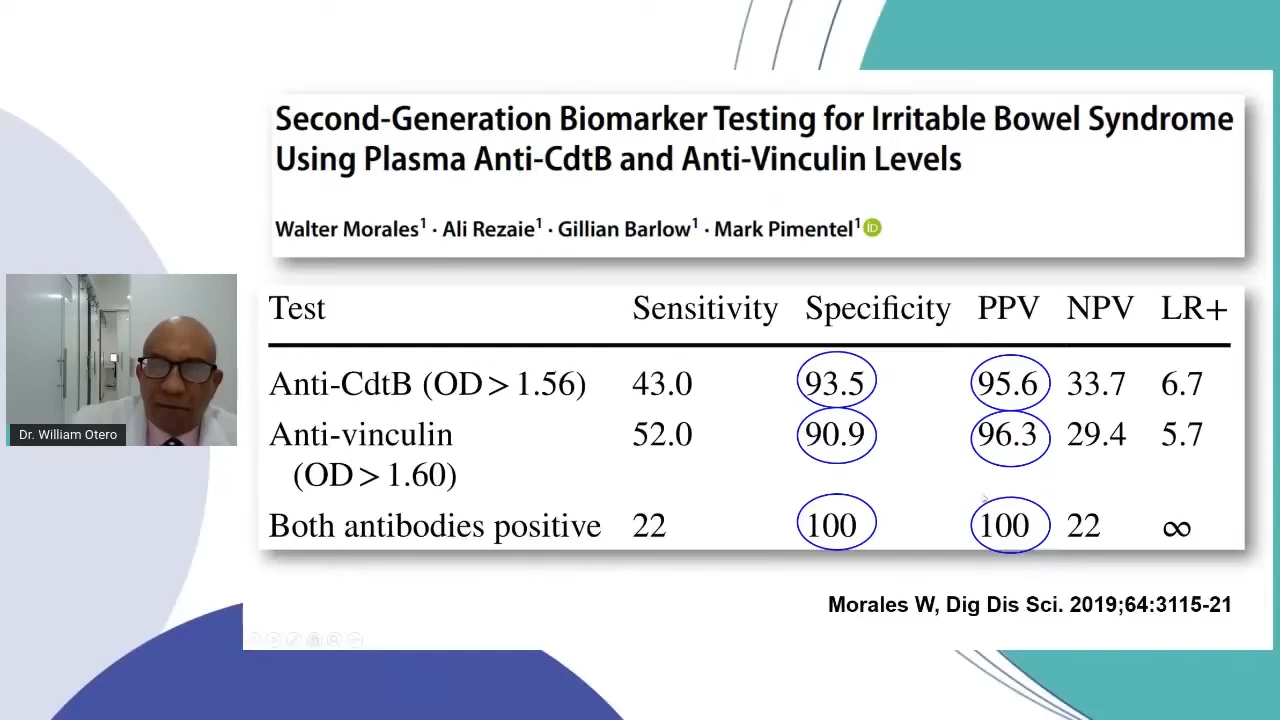 Second-Generation Biomarker Testing for Irritable Bowel Syndrome
Using Plasma Anti-CdtB and Anti-Vinculin Levels
Walter Morales1 · Ali Rezaie1 · Gillian Barlow1 · Mark Pimentel1 iD
Test Sensitivity Specificity PPV NPV LR+
Anti-CdtB (OD > 1.56) 43.0 93.5 95.6 33.7 6.7
Anti-vinculin 52.0 90.9 96.3 29.4 5.7
(OD > 1.60)
Both antibodies positive 22 100 100 22 ∞
Dr. William Otero
Morales W, Dig Dis Sci. 2019;64:3115-21